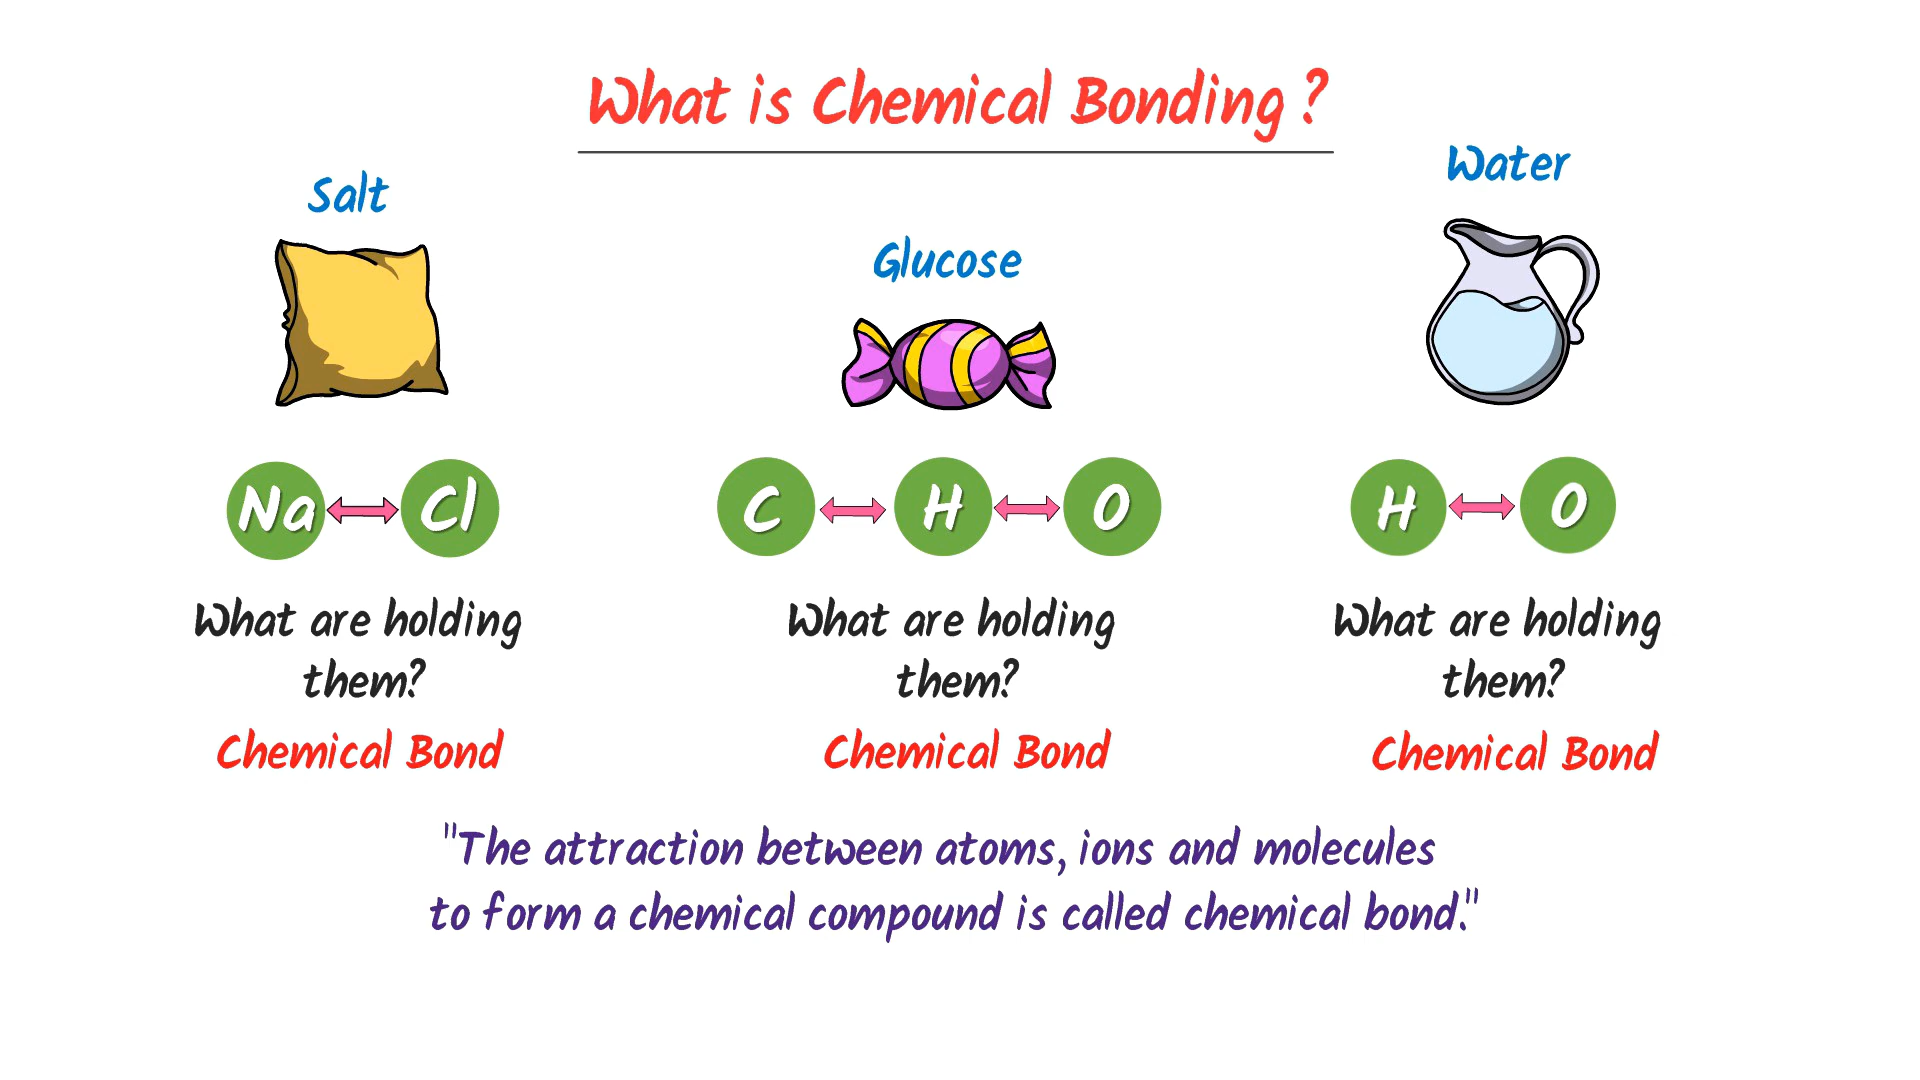 What is Chemical Bonding ?
Salt
Glucose
Water
Na Cl
C H O
H O
What are holding
them?
Chemical Bond
What are holding
them?
Chemical Bond
What are holding
them?
Chemical Bond
"The attraction between atoms, ions and molecules
to form a chemical compound is called chemical bond."